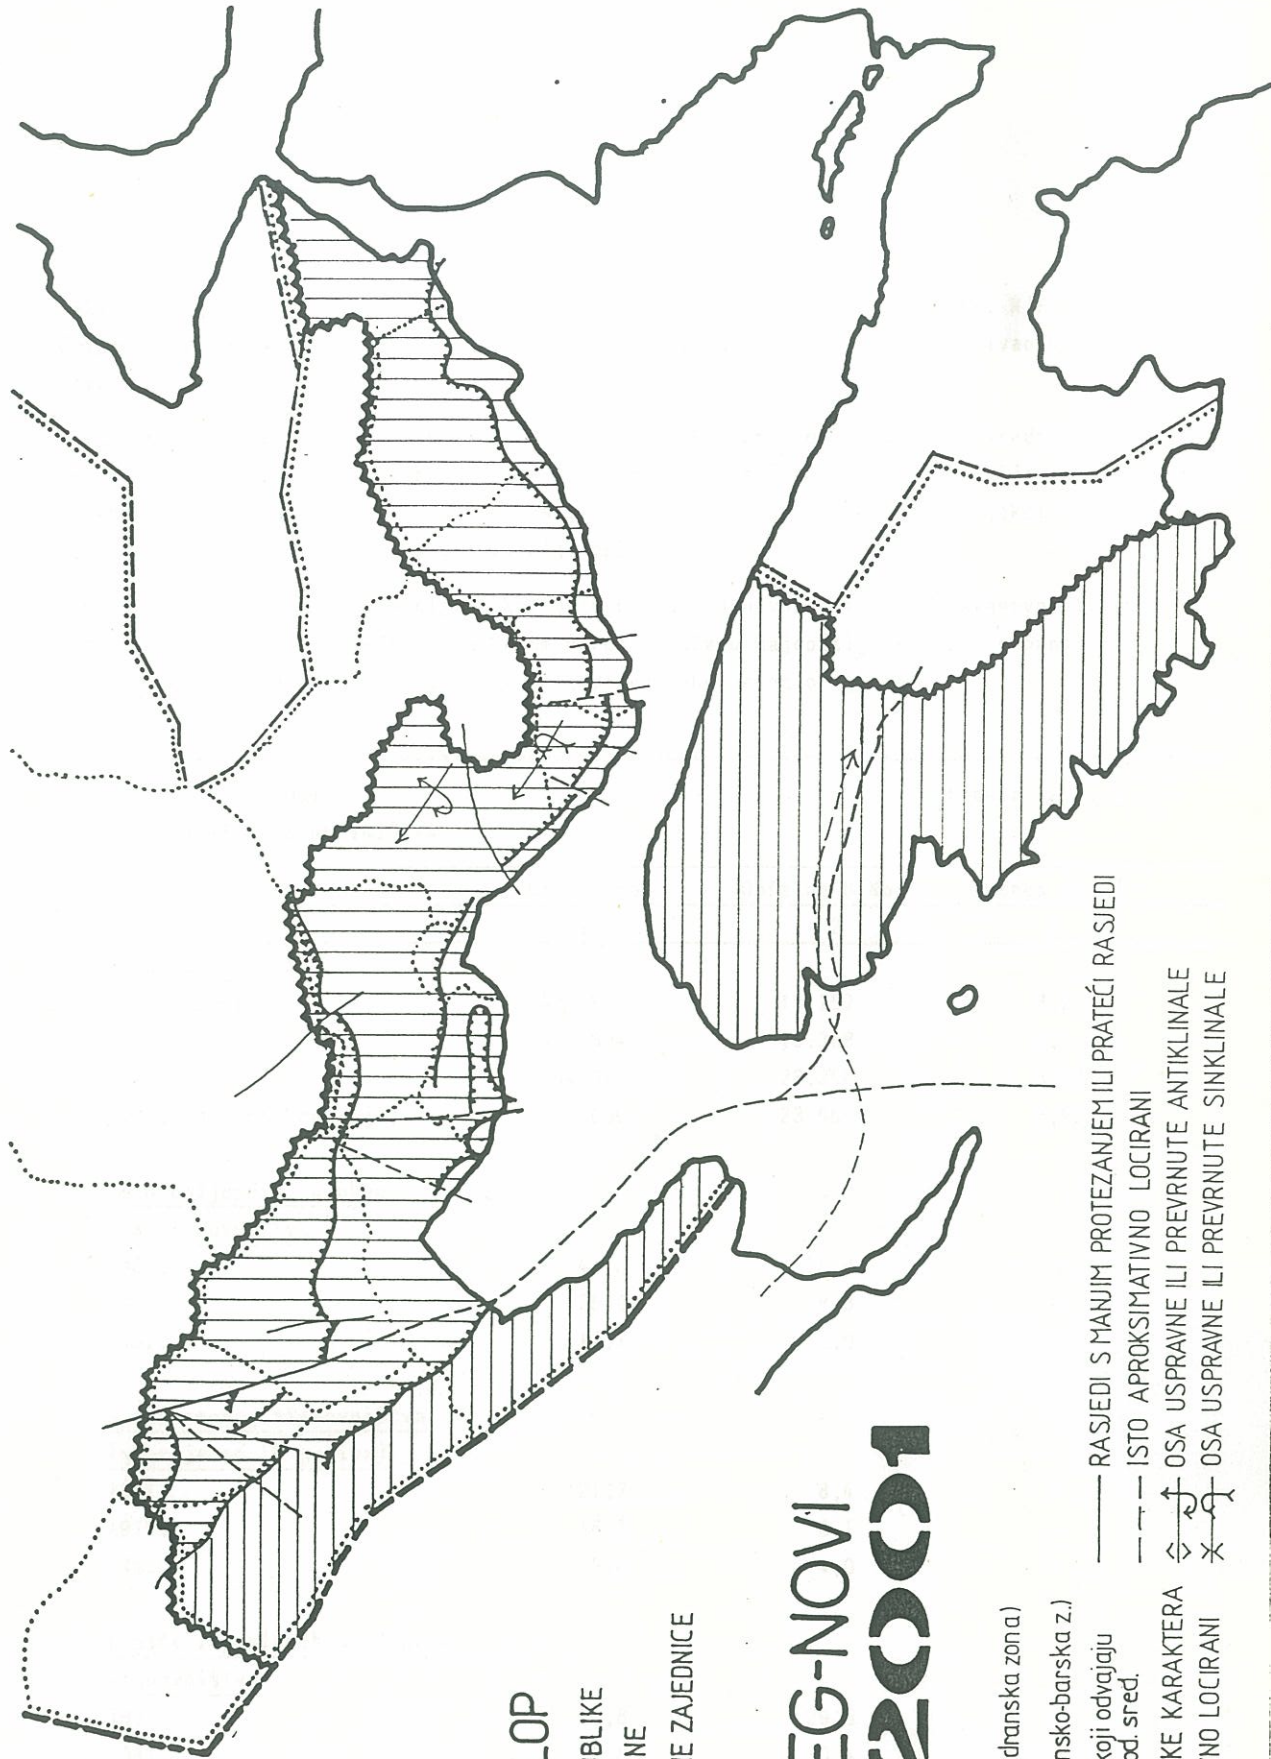 LOP
BLIKE
NE
E ZAJEDNICE
EG-NOVI
2001
dranska zona)
nsko-barska z.)
koji odvajaju
od. sred.
KE KARAKTERA
NO LOCIRANI
RASJEDI S MANJIM PROTEZANJEM ILI PRATEĆI RASJEDI
ISTO APROKSIMATIVNO LOCIRANI
OSA USPRAVNE ILI PREVRNUTE ANTIKLINALE
OSA USPRAVNE ILI PREVRNUTE SINKLINALE